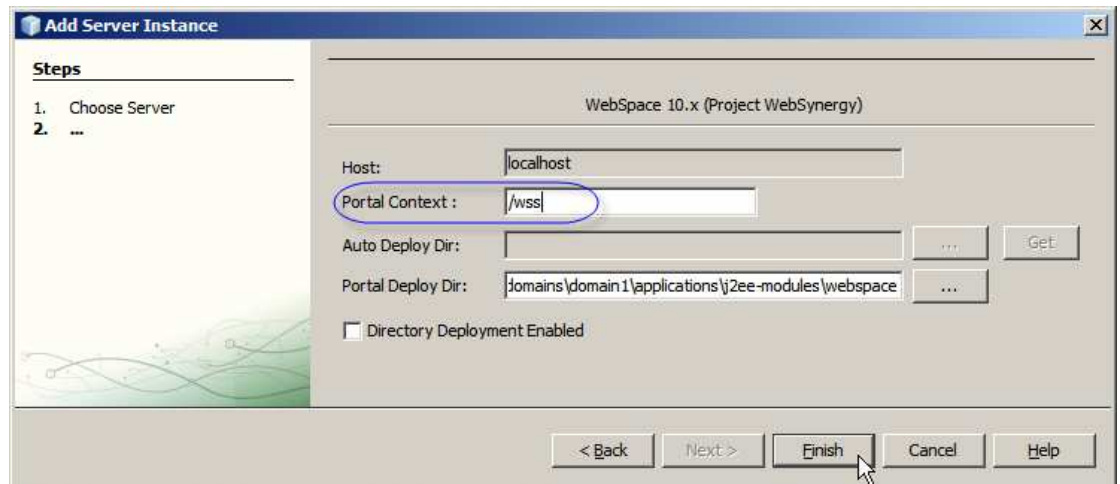 Add Server Instance
Steps
1. Choose Server
2. ...
WebSpace 10.x (Project WebSynergy)
Host: localhost
Portal Context : /wss
Auto Deploy Dir: ... Get
Portal Deploy Dir: domains\domain1\applications\j2ee-modules\webspace ...
Directory Deployment Enabled
< Back Next > Finish Cancel Help